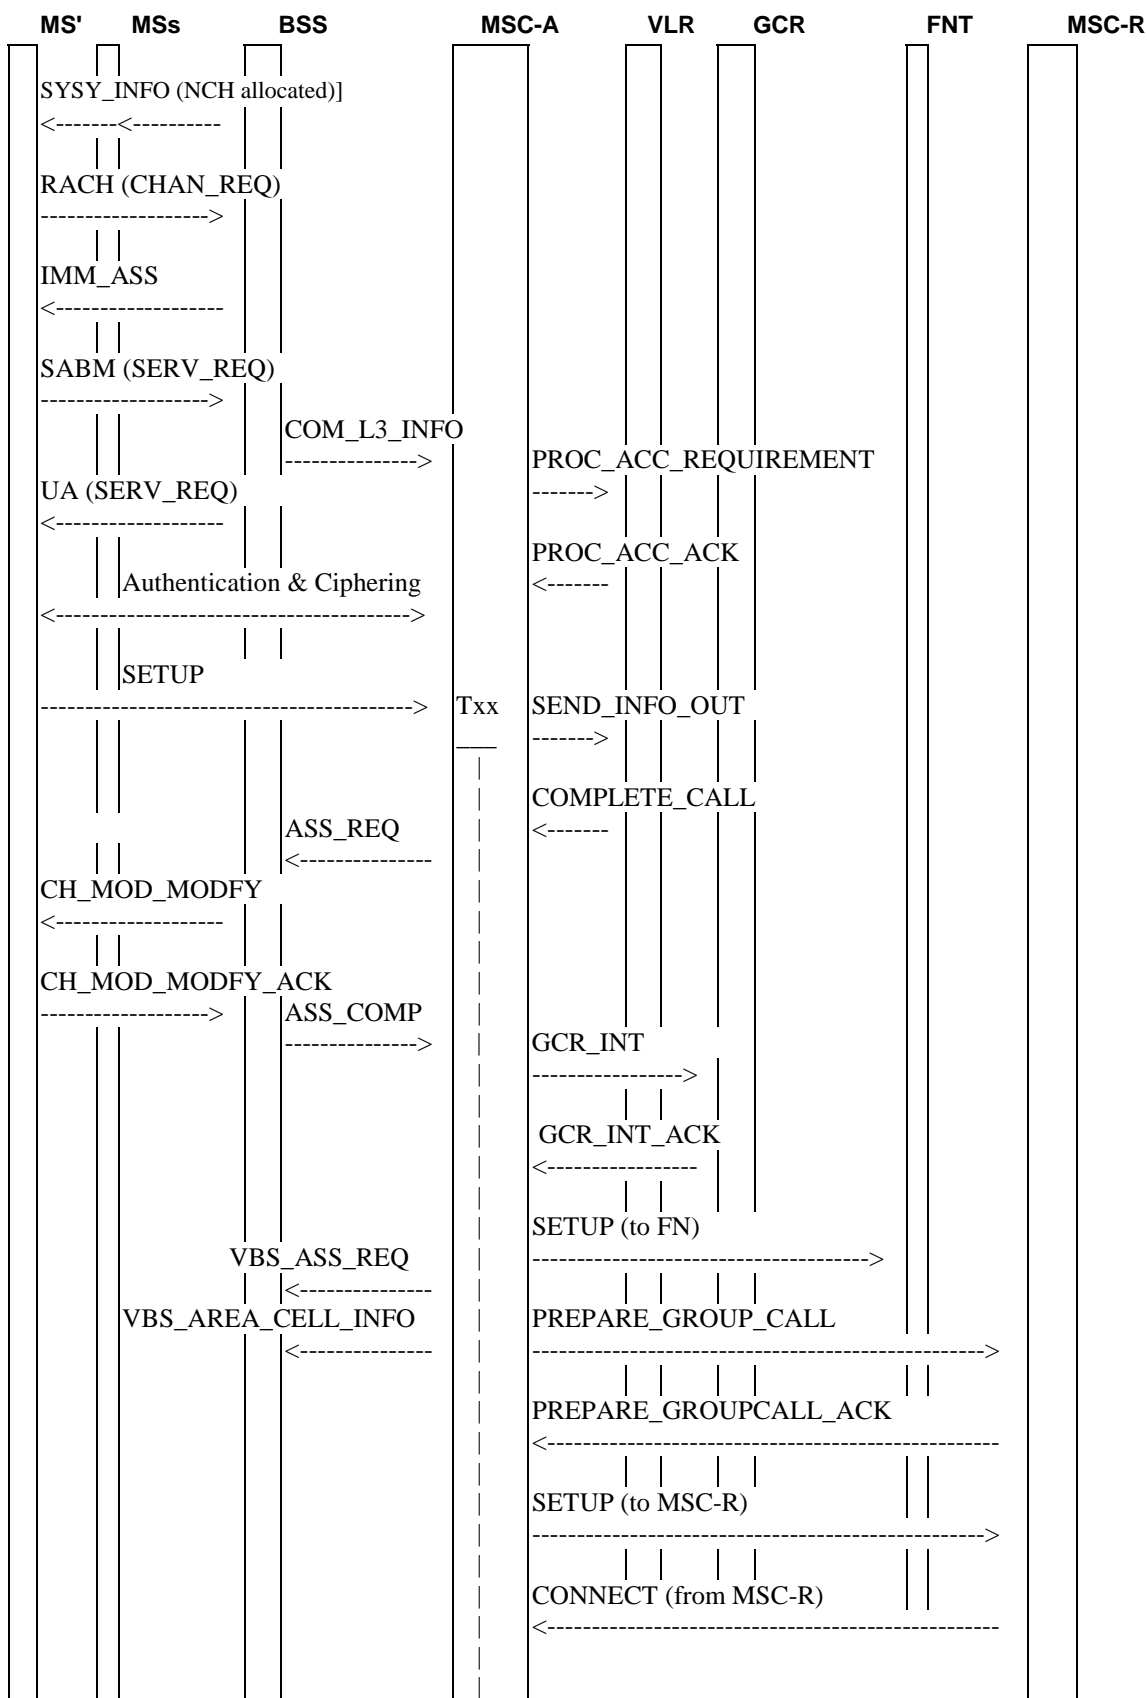 MS' MSs BSS MSC-A VLR GCR FNT MSC-R
SYSY_INFO (NCH allocated)]
<-------<----------
RACH (CHAN_REQ)
------------------->
IMM_ASS
<-------------------
SABM (SERV_REQ)
------------------->
COM_L3_INFO
---------------> PROC_ACC_REQUIREMENT
UA (SERV_REQ) ------->
<-------------------
PROC_ACC_ACK
Authentication & Ciphering <-------
<---------------------------------------->
SETUP
------------------------------------------> Txx SEND_INFO_OUT
___ ------->
COMPLETE_CALL
ASS_REQ <-------
<---------------
CH_MOD_MODFY
<-------------------
CH_MOD_MODFY_ACK
-------------------> ASS_COMP
---------------> GCR_INT
----------------->
GCR_INT_ACK
<-----------------
SETUP (to FN)
VBS_ASS_REQ -------------------------------------->
<---------------
VBS_AREA_CELL_INFO PREPARE_GROUP_CALL
<--------------- --------------------------------------------------->
PREPARE_GROUPCALL_ACK
<---------------------------------------------------
SETUP (to MSC-R)
--------------------------------------------------->
CONNECT (from MSC-R)
<---------------------------------------------------